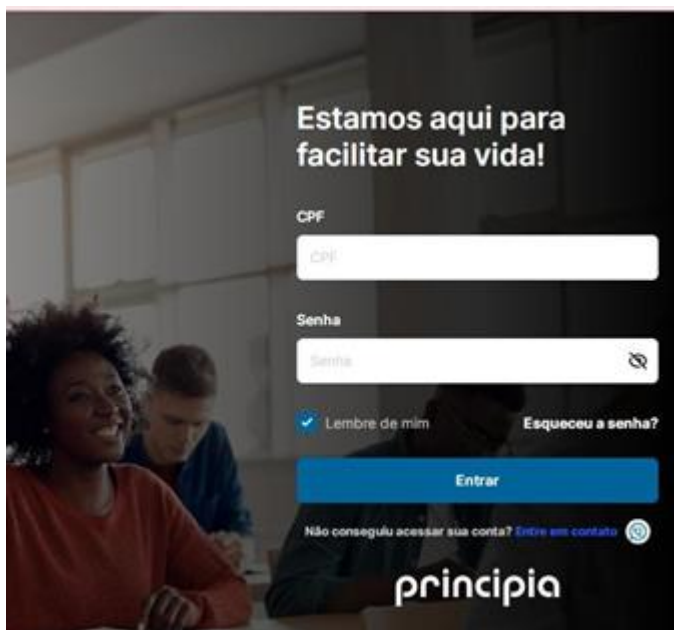 Estamos aqui para
facilitar sua vida!
CPF
CPF
Senha
Senha
Lembre de mim
Esqueceu a senha?
Entrar
Não conseguiu acessar sua conta? Entre em contato
principia